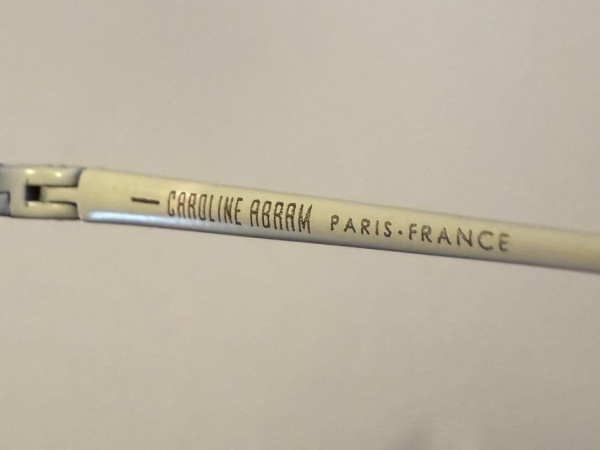 — CAROLINE ABRAM PARIS·FRANCE